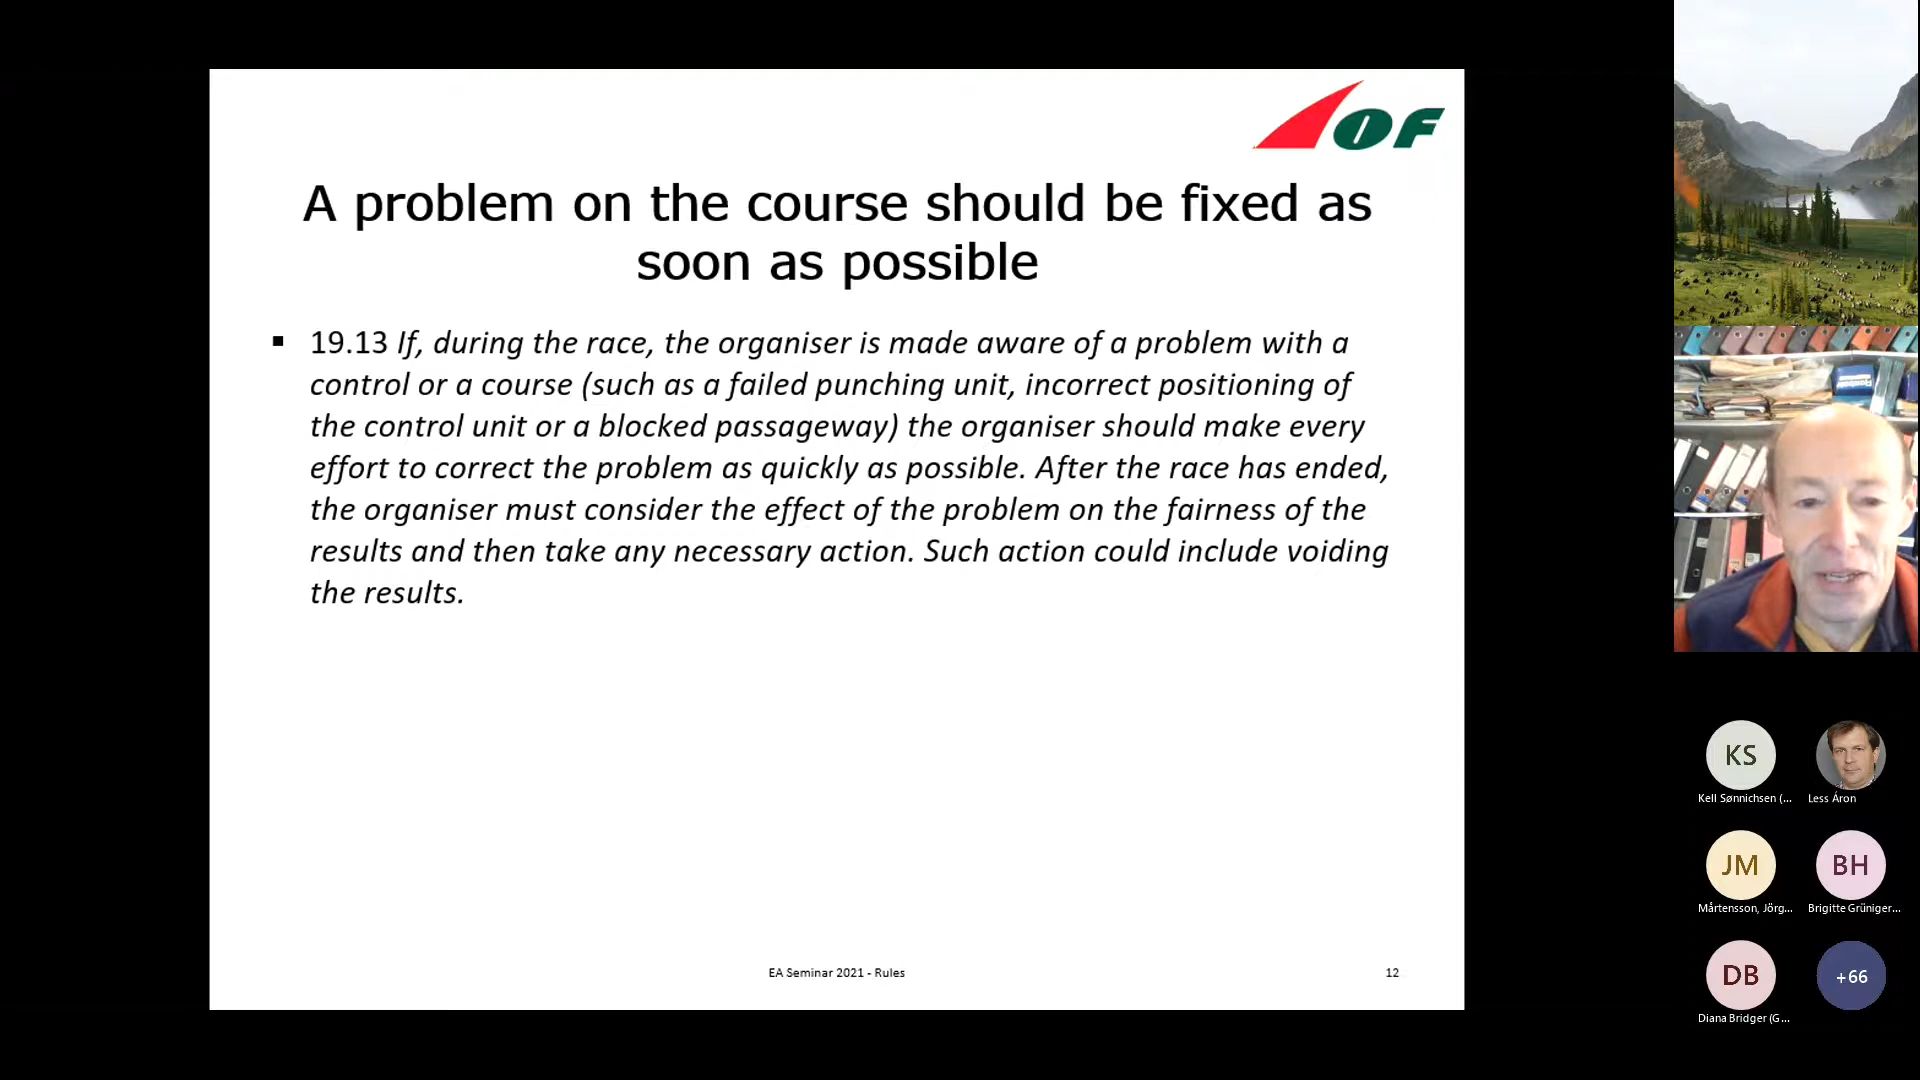 IOF
A problem on the course should be fixed as
soon as possible
▪ 19.13 If, during the race, the organiser is made aware of a problem with a
control or a course (such as a failed punching unit, incorrect positioning of
the control unit or a blocked passageway) the organiser should make every
effort to correct the problem as quickly as possible. After the race has ended,
the organiser must consider the effect of the problem on the fairness of the
results and then take any necessary action. Such action could include voiding
the results.
EA Seminar 2021 - Rules
12
KS
Kell Sønnichsen (...
Less Áron
JM
Mårtensson, Jörg...
BH
Brigitte Grüniger...
DB
Diana Bridger (G...
+66